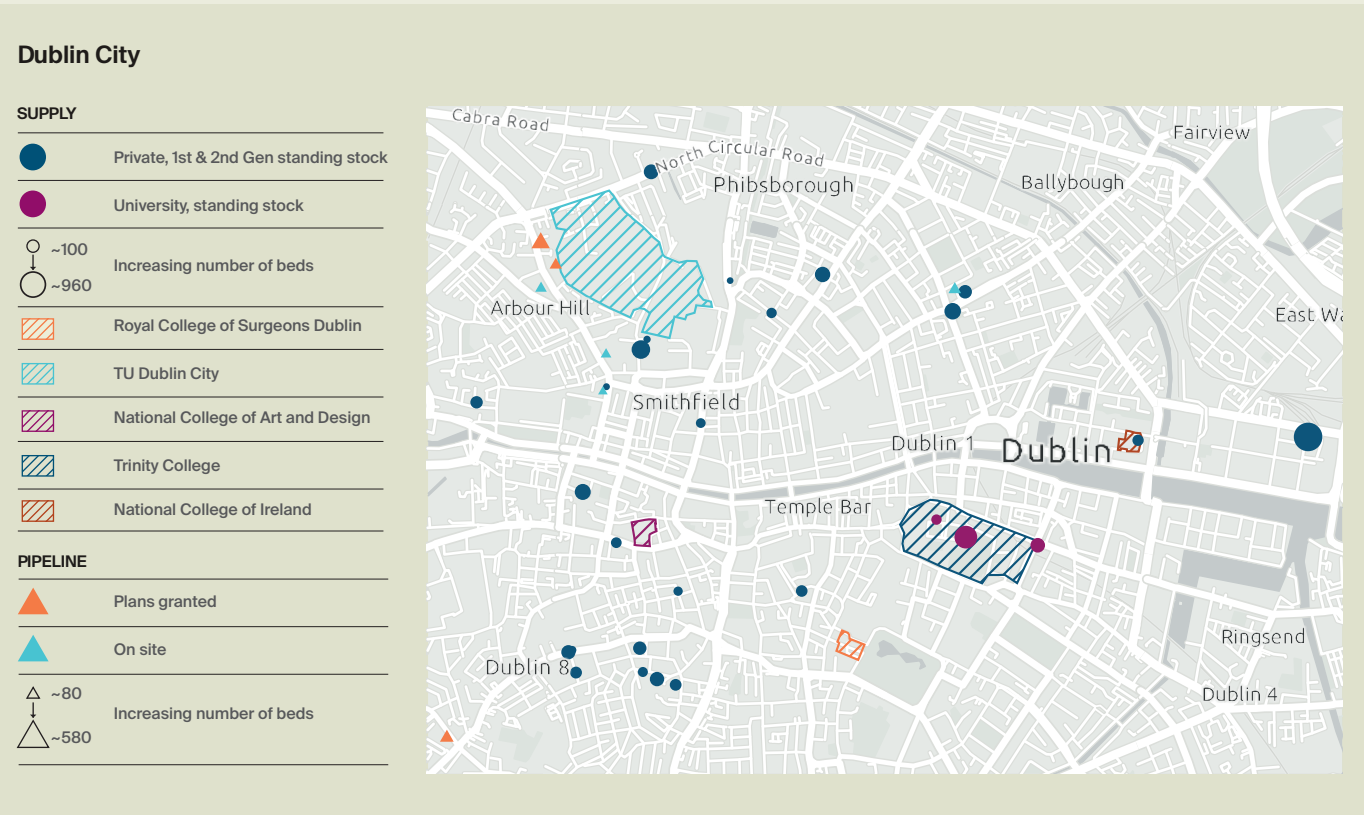 Dublin City
SUPPLY
Private, 1st & 2nd Gen standing stock
University, standing stock
~100
~960
Increasing number of beds
Royal College of Surgeons Dublin
TU Dublin City
National College of Art and Design
Trinity College
National College of Ireland
PIPELINE
Plans granted
On site
~80
~580
Increasing number of beds
Cabra Road
North Circular Road
Phibsborough
Fairview
Ballybough
Arbour Hill
East Wa
Smithfield
Dublin 1
Dublin
Temple Bar
Ringsend
Dublin 8
Dublin 4